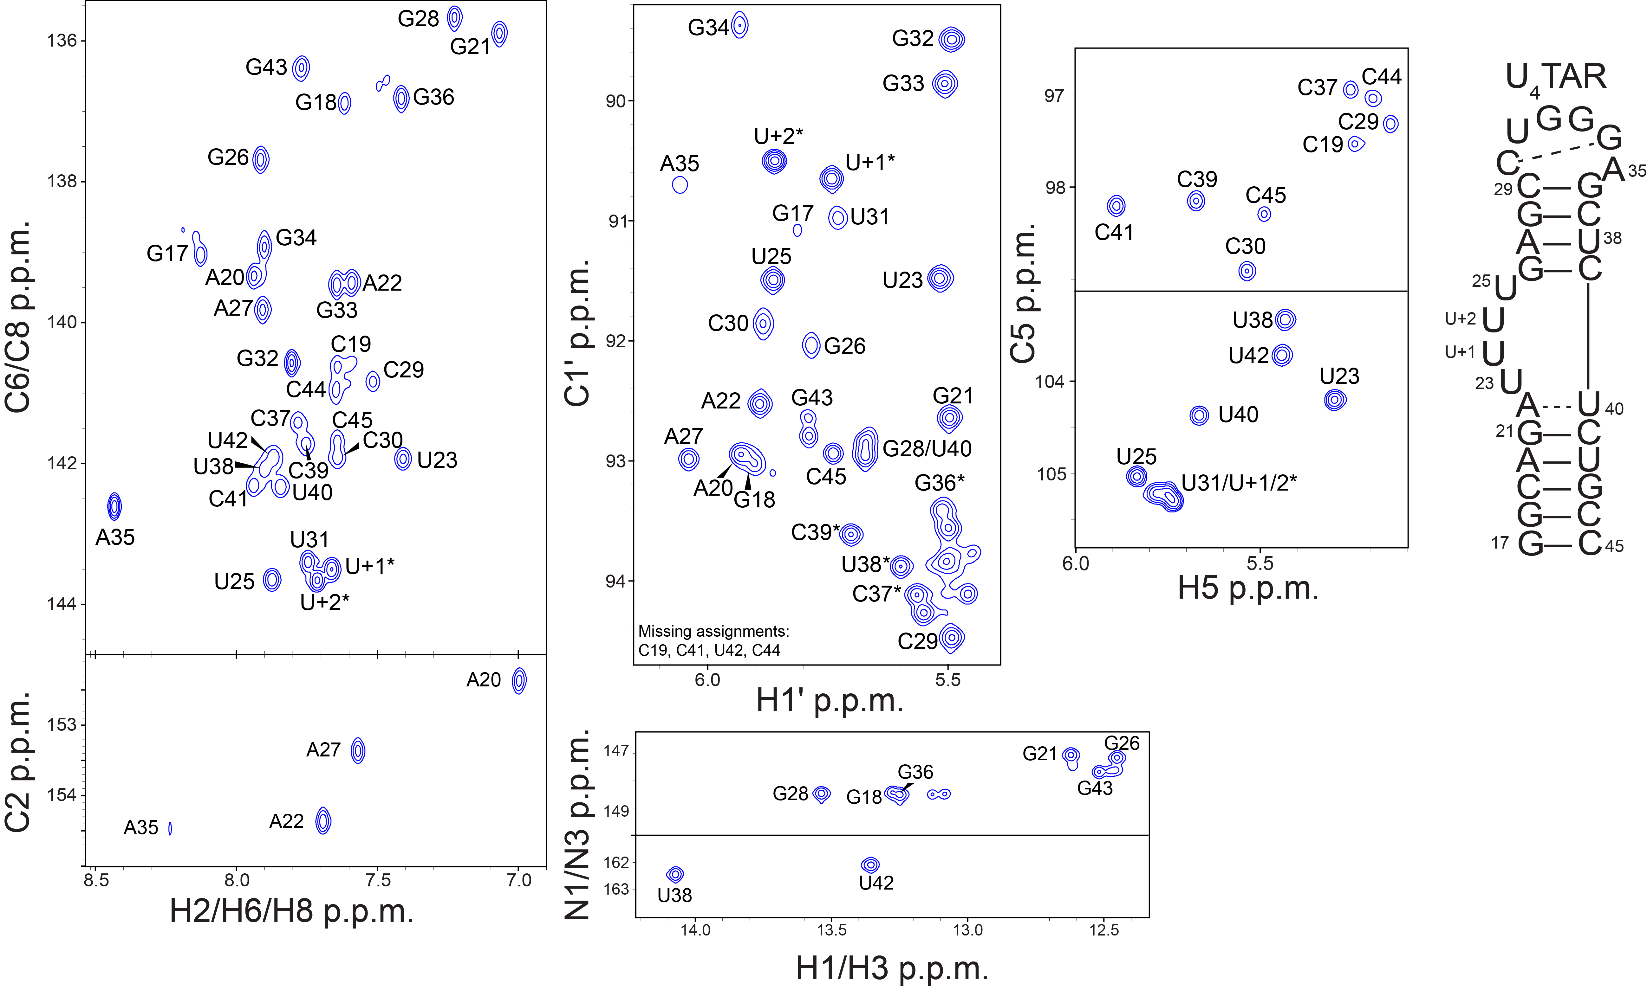 G28
136
G21
G43
G18
G36
G26
138
G34
G17
A20
A22
A27
G33
140
C19
G32
C29
C44
C37
C45
U42
C30
142
U38
C39
U23
C41
U40
A35
U31
U+1*
U25
U+2*
144
C6/C8 p.p.m.
A20
153
A27
154
A22
A35
C2 p.p.m.
8.5 8.0 7.5 7.0
H2/H6/H8 p.p.m.
G34
G32
G33
90
U+2*
U+1*
A35
G17
U31
91
U25
U23
C30
92
G26
A22
G43
G21
A27
G28/U40
93
C45
A20
G18
G36*
C39*
U38*
94
C37*
Missing assignments:
C19, C41, U42, C44
C29
C1' p.p.m.
6.0 5.5
H1' p.p.m.
C37
C44
97
C29
C19
98
C39
C45
C41
C30
U38
U42
104
U23
U40
U25
105
U31/U+1/2*
C5 p.p.m.
6.0 5.5
H5 p.p.m.
147
G21
G26
G36
G28
G18
G43
149
162
163
U38
U42
N1/N3 p.p.m.
14.0 13.5 13.0 12.5
H1/H3 p.p.m.
U4TAR
U G G G
C A 35
29 C G
G C
A U 38
G C
25 U
U+2 U
U+1 U
23 U
A U 40
21 G C
A U
C G
G C
17 G C 45